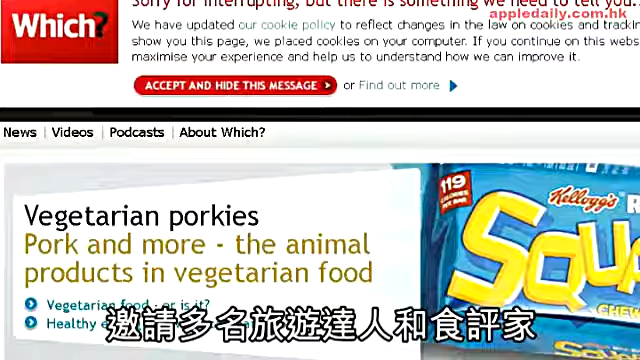 Which?
Sorry for interrupting, but there is something we need to tell you...
appledaily.com.hk
We have updated our cookie policy to reflect changes in the law on cookies and
show you this page, we placed cookies on your computer. If you continue on this
maximise your experience and help us to understand how we can improve it.
ACCEPT AND HIDE THIS MESSAGE or Find out more
News Videos Podcasts About Which?
Vegetarian porkies
Pork and more - the animal
products in vegetarian food
Vegetarian food - or is it?
Healthy
119
CALORIES
PER BAR
Kellogg's
R
Squa
CHEW
邀請多名旅遊達人和食評家